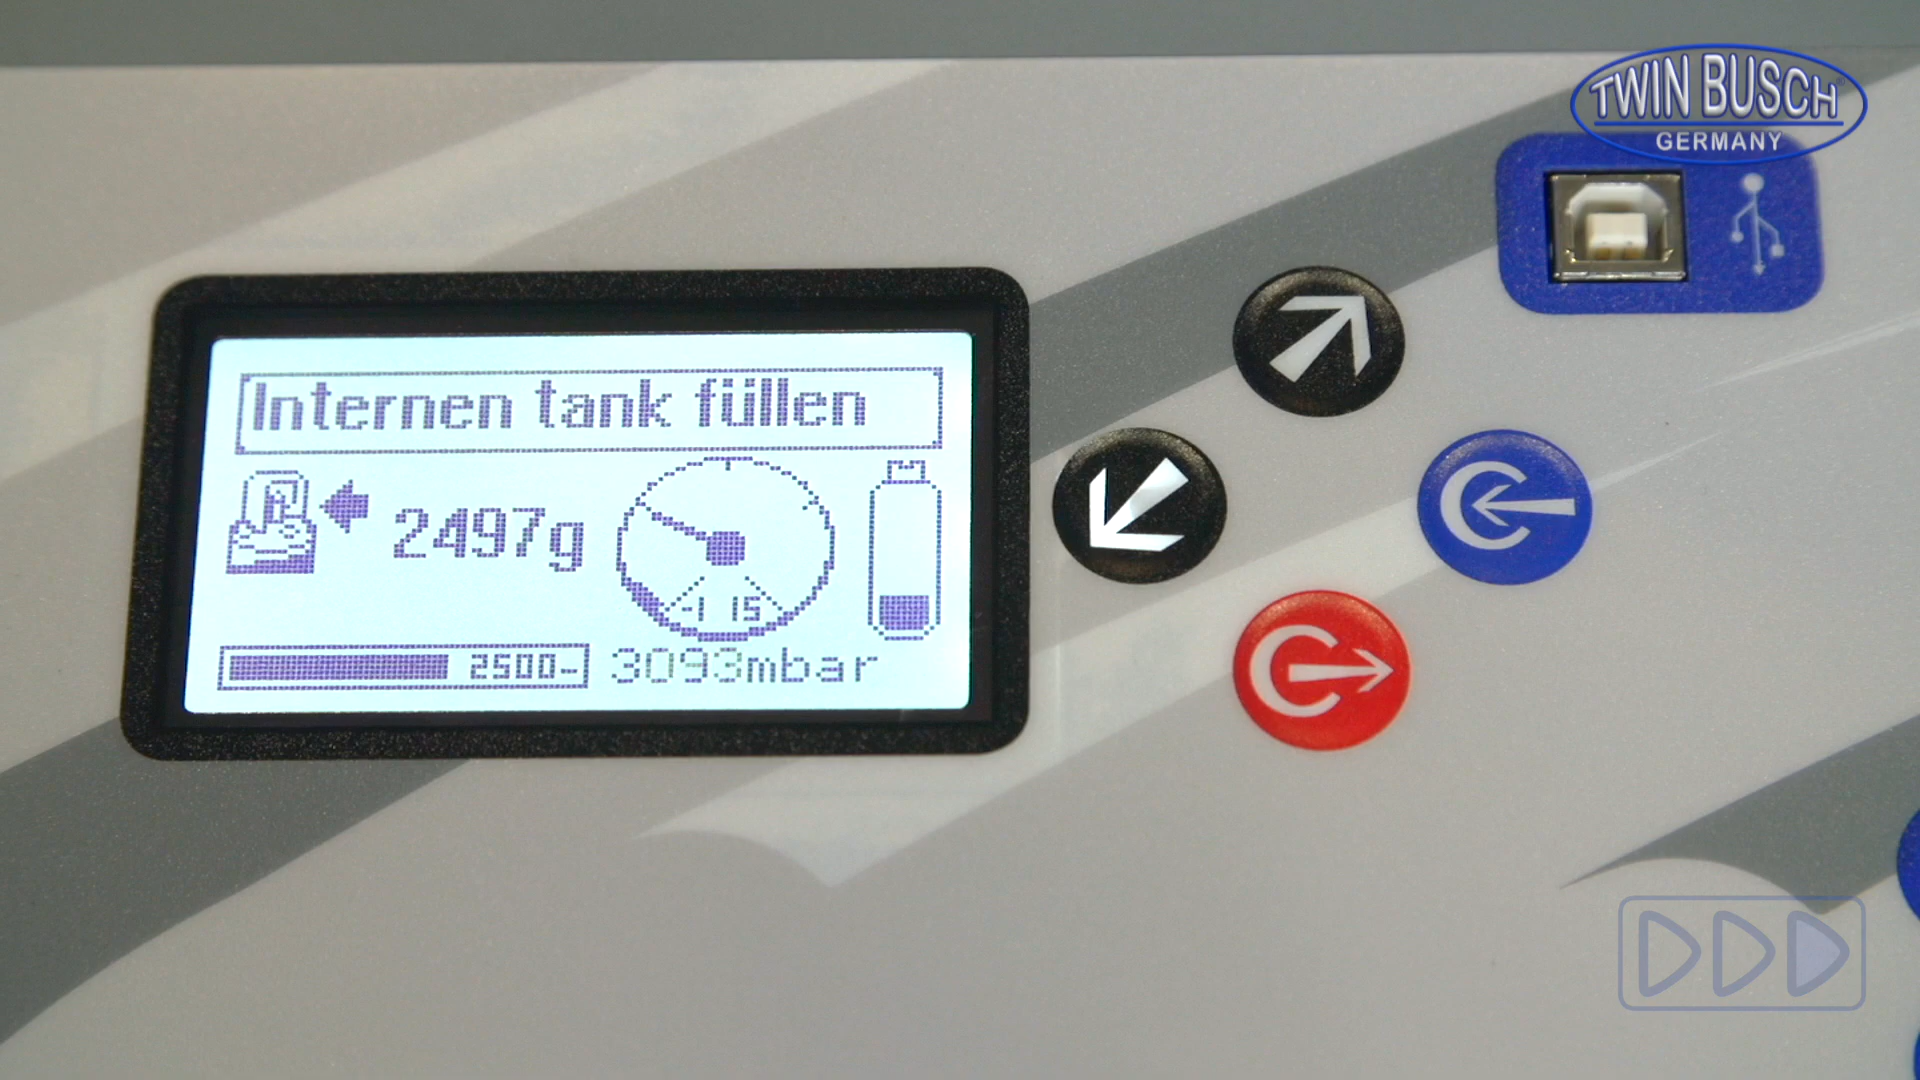 TWIN BUSCH®
GERMANY
Internen tank füllen
2497g
-1 15
2500-
3093mbar